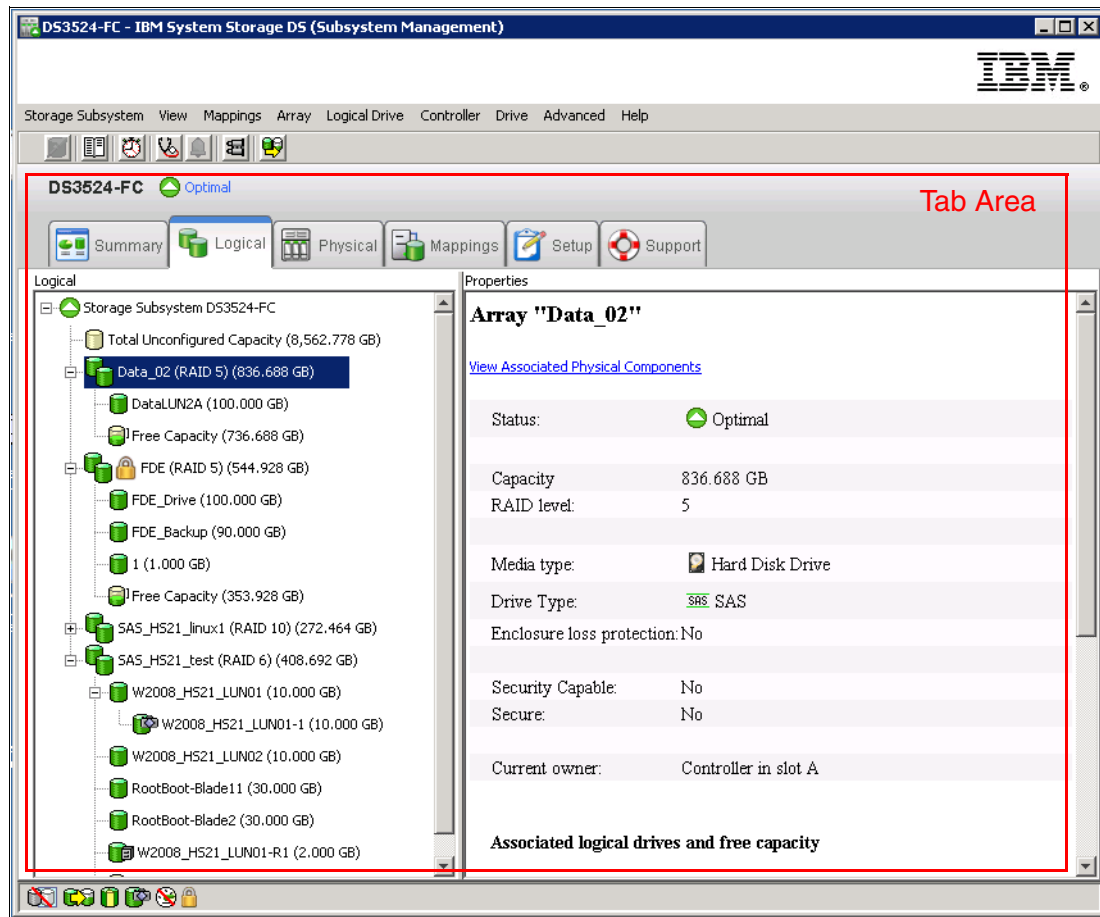 DS3524-FC - IBM System Storage DS (Subsystem Management)
IBM®
Storage Subsystem View Mappings Array Logical Drive Controller Drive Advanced Help
DS3524-FC Optimal
Tab Area
Summary Logical Physical Mappings Setup Support
Logical
Storage Subsystem DS3524-FC
Total Unconfigured Capacity (8,562.778 GB)
Data_02 (RAID 5) (836.688 GB)
DataLUN2A (100.000 GB)
Free Capacity (736.688 GB)
FDE (RAID 5) (544.928 GB)
FDE_Drive (100.000 GB)
FDE_Backup (90.000 GB)
1 (1.000 GB)
Free Capacity (353.928 GB)
SAS_HS21_linux1 (RAID 10) (272.464 GB)
SAS_HS21_test (RAID 6) (408.692 GB)
W2008_HS21_LUN01 (10.000 GB)
W2008_HS21_LUN01-1 (10.000 GB)
W2008_HS21_LUN02 (10.000 GB)
RootBoot-Blade11 (30.000 GB)
RootBoot-Blade2 (30.000 GB)
W2008_HS21_LUN01-R1 (2.000 GB)
Properties
Array "Data_02"
View Associated Physical Components
Status: Optimal
Capacity 836.688 GB
RAID level: 5
Media type: Hard Disk Drive
Drive Type: SAS SAS
Enclosure loss protection: No
Security Capable: No
Secure: No
Current owner: Controller in slot A
Associated logical drives and free capacity